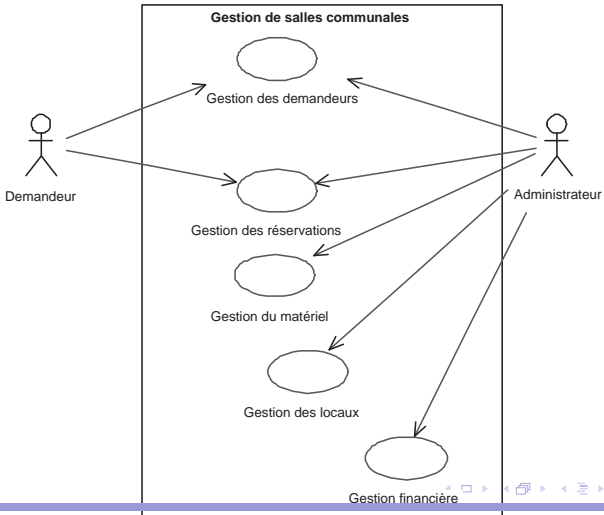 Gestion de salles communales
Gestion des demandeurs
Demandeur
Administrateur
Gestion des réservations
Gestion du matériel
Gestion des locaux
Gestion financière